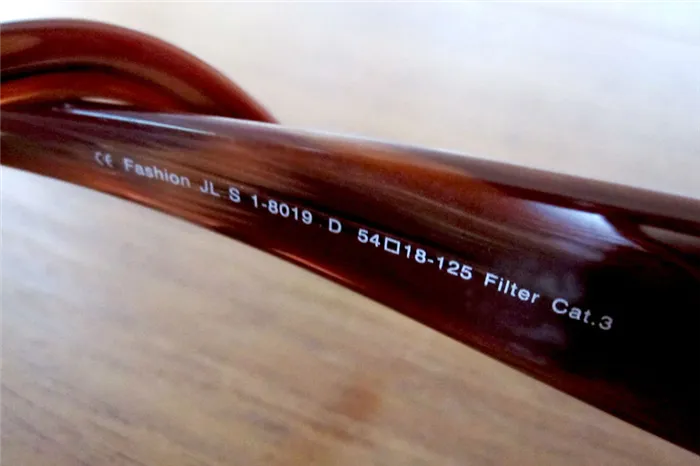 CE Fashion JL S 1-8019 D 54□18-125 Filter Cat.3